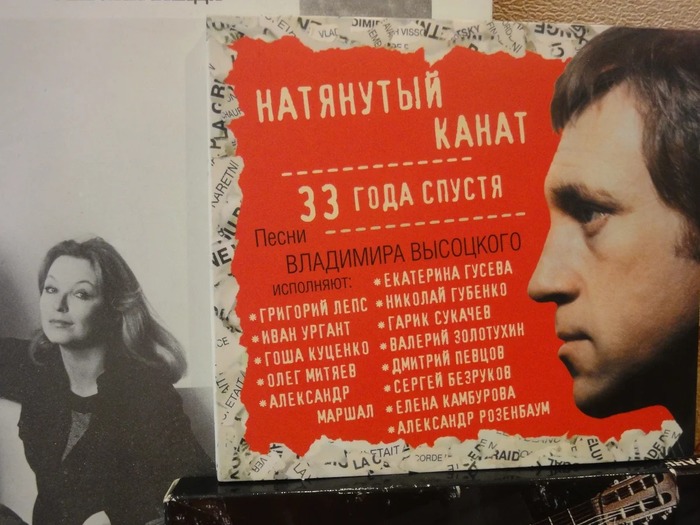 НАТЯНУТЫЙ
КАНАТ
33 ГОДА СПУСТЯ
Песни
ВЛАДИМИРА ВЫСОЦКОГО
ИСПОЛНЯЮТ:
*ГРИГОРИЙ ЛЕПС
*ИВАН УРГАНТ
*ГОША КУЦЕНКО
*ОЛЕГ МИТЯЕВ
*АЛЕКСАНДР
МАРШАЛ
*ЕКАТЕРИНА ГУСЕВА
*НИКОЛАЙ ГУБЕНКО
*ГАРИК СУКАЧЕВ
*ВАЛЕРИЙ ЗОЛОТУХИН
*ДМИТРИЙ ПЕВЦОВ
*СЕРГЕЙ БЕЗРУКОВ
*ЕЛЕНА КАМБУРОВА
*АЛЕКСАНДР РОЗЕНБАУМ